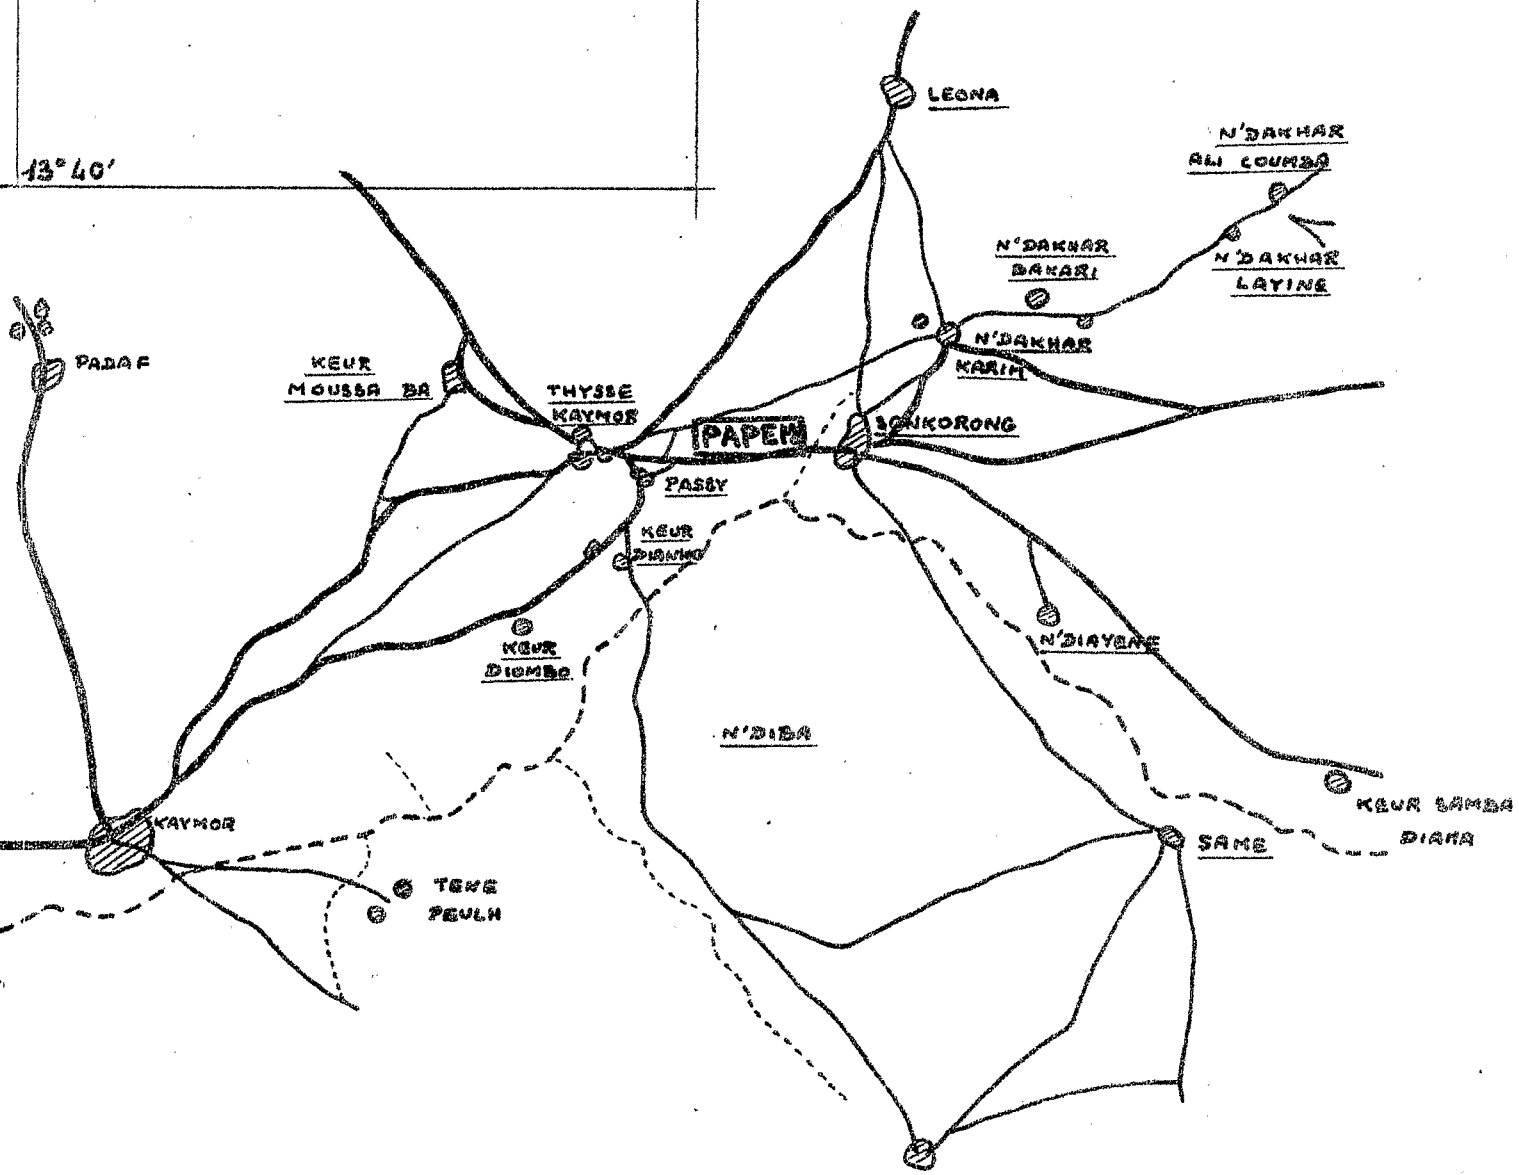 LEONA
N'DAKHAR
ALI COUMBA
13° 40'
N'DAKHAR
BAKARI
N'DAKHAR
LAYINE
PADAF
KEUR
MOUSSA BA
N'DAKHAR
KARIM
THYSSE
KAYMOR
PAPEM
SONKORONG
PASSY
KEUR
KEUR
DIOMBO
N'DIAYENE
N'DIBA
KEUR SAMBA
DIAMA
KAYMOR
SAME
TENE
PEULH